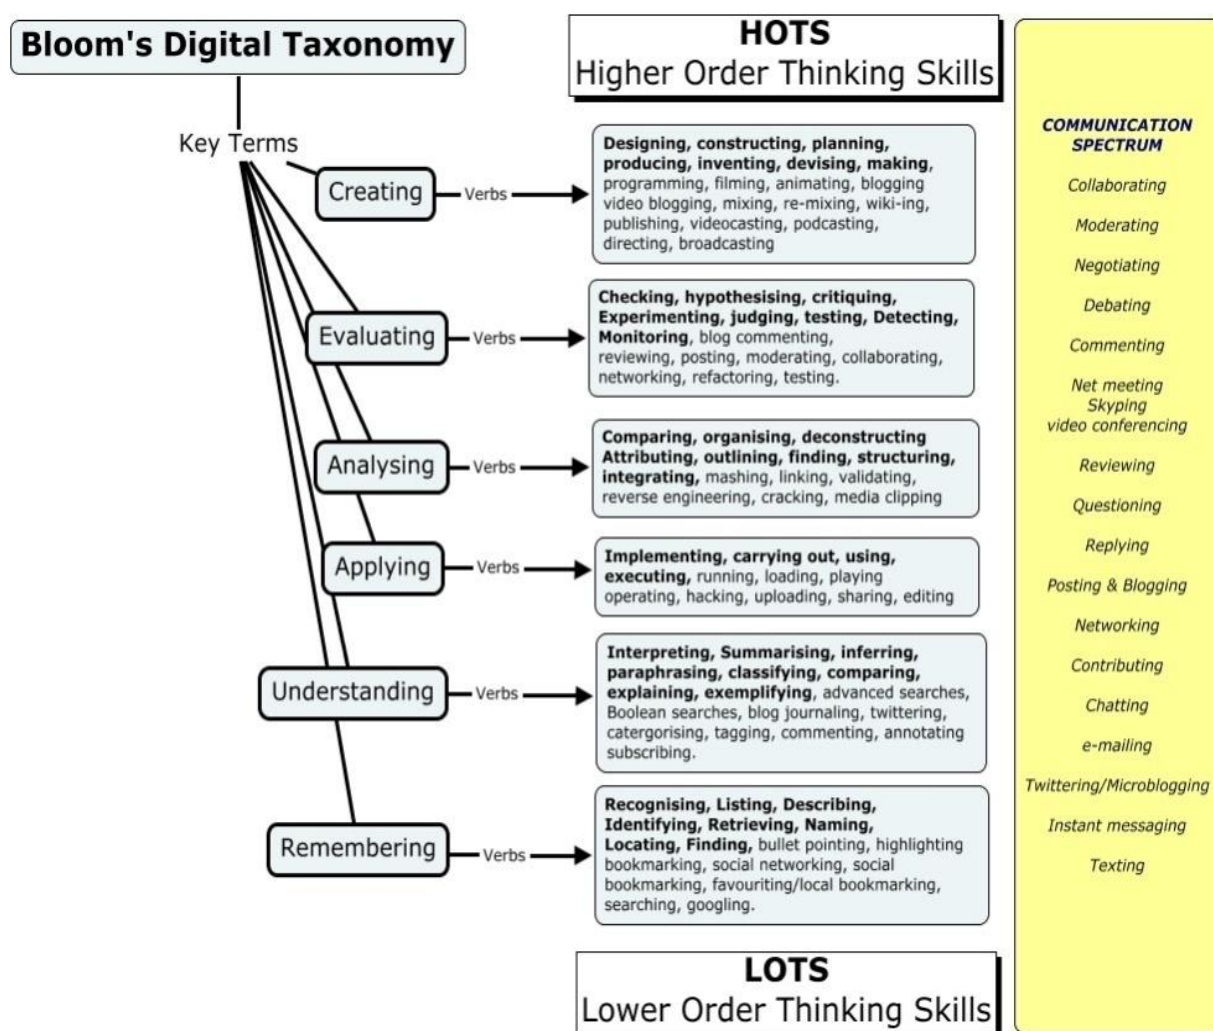 Bloom's Digital Taxonomy
HOTS
Higher Order Thinking Skills
Key Terms
Creating
Verbs
Designing, constructing, planning,
producing, inventing, devising, making,
programming, filming, animating, blogging
video blogging, mixing, re-mixing, wiki-ing,
publishing, videocasting, podcasting,
directing, broadcasting
Evaluating
Verbs
Checking, hypothesising, critiquing,
Experimenting, judging, testing, Detecting,
Monitoring, blog commenting,
reviewing, posting, moderating, collaborating,
networking, refactoring, testing.
Analysing
Verbs
Comparing, organising, deconstructing
Attributing, outlining, finding, structuring,
integrating, mashing, linking, validating,
reverse engineering, cracking, media clipping
Applying
Verbs
Implementing, carrying out, using,
executing, running, loading, playing
operating, hacking, uploading, sharing, editing
Understanding
Verbs
Interpreting, Summarising, inferring,
paraphrasing, classifying, comparing,
explaining, exemplifying, advanced searches,
Boolean searches, blog journaling, twittering,
catergorising, tagging, commenting, annotating
subscribing.
Remembering
Verbs
Recognising, Listing, Describing,
Identifying, Retrieving, Naming,
Locating, Finding, bullet pointing, highlighting
bookmarking, social networking, social
bookmarking, favouriting/local bookmarking,
searching, googling.
LOTS
Lower Order Thinking Skills
COMMUNICATION
SPECTRUM
Collaborating
Moderating
Negotiating
Debating
Commenting
Net meeting
Skyping
video conferencing
Reviewing
Questioning
Replying
Posting & Blogging
Networking
Contributing
Chatting
e-mailing
Twittering/Microblogging
Instant messaging
Texting